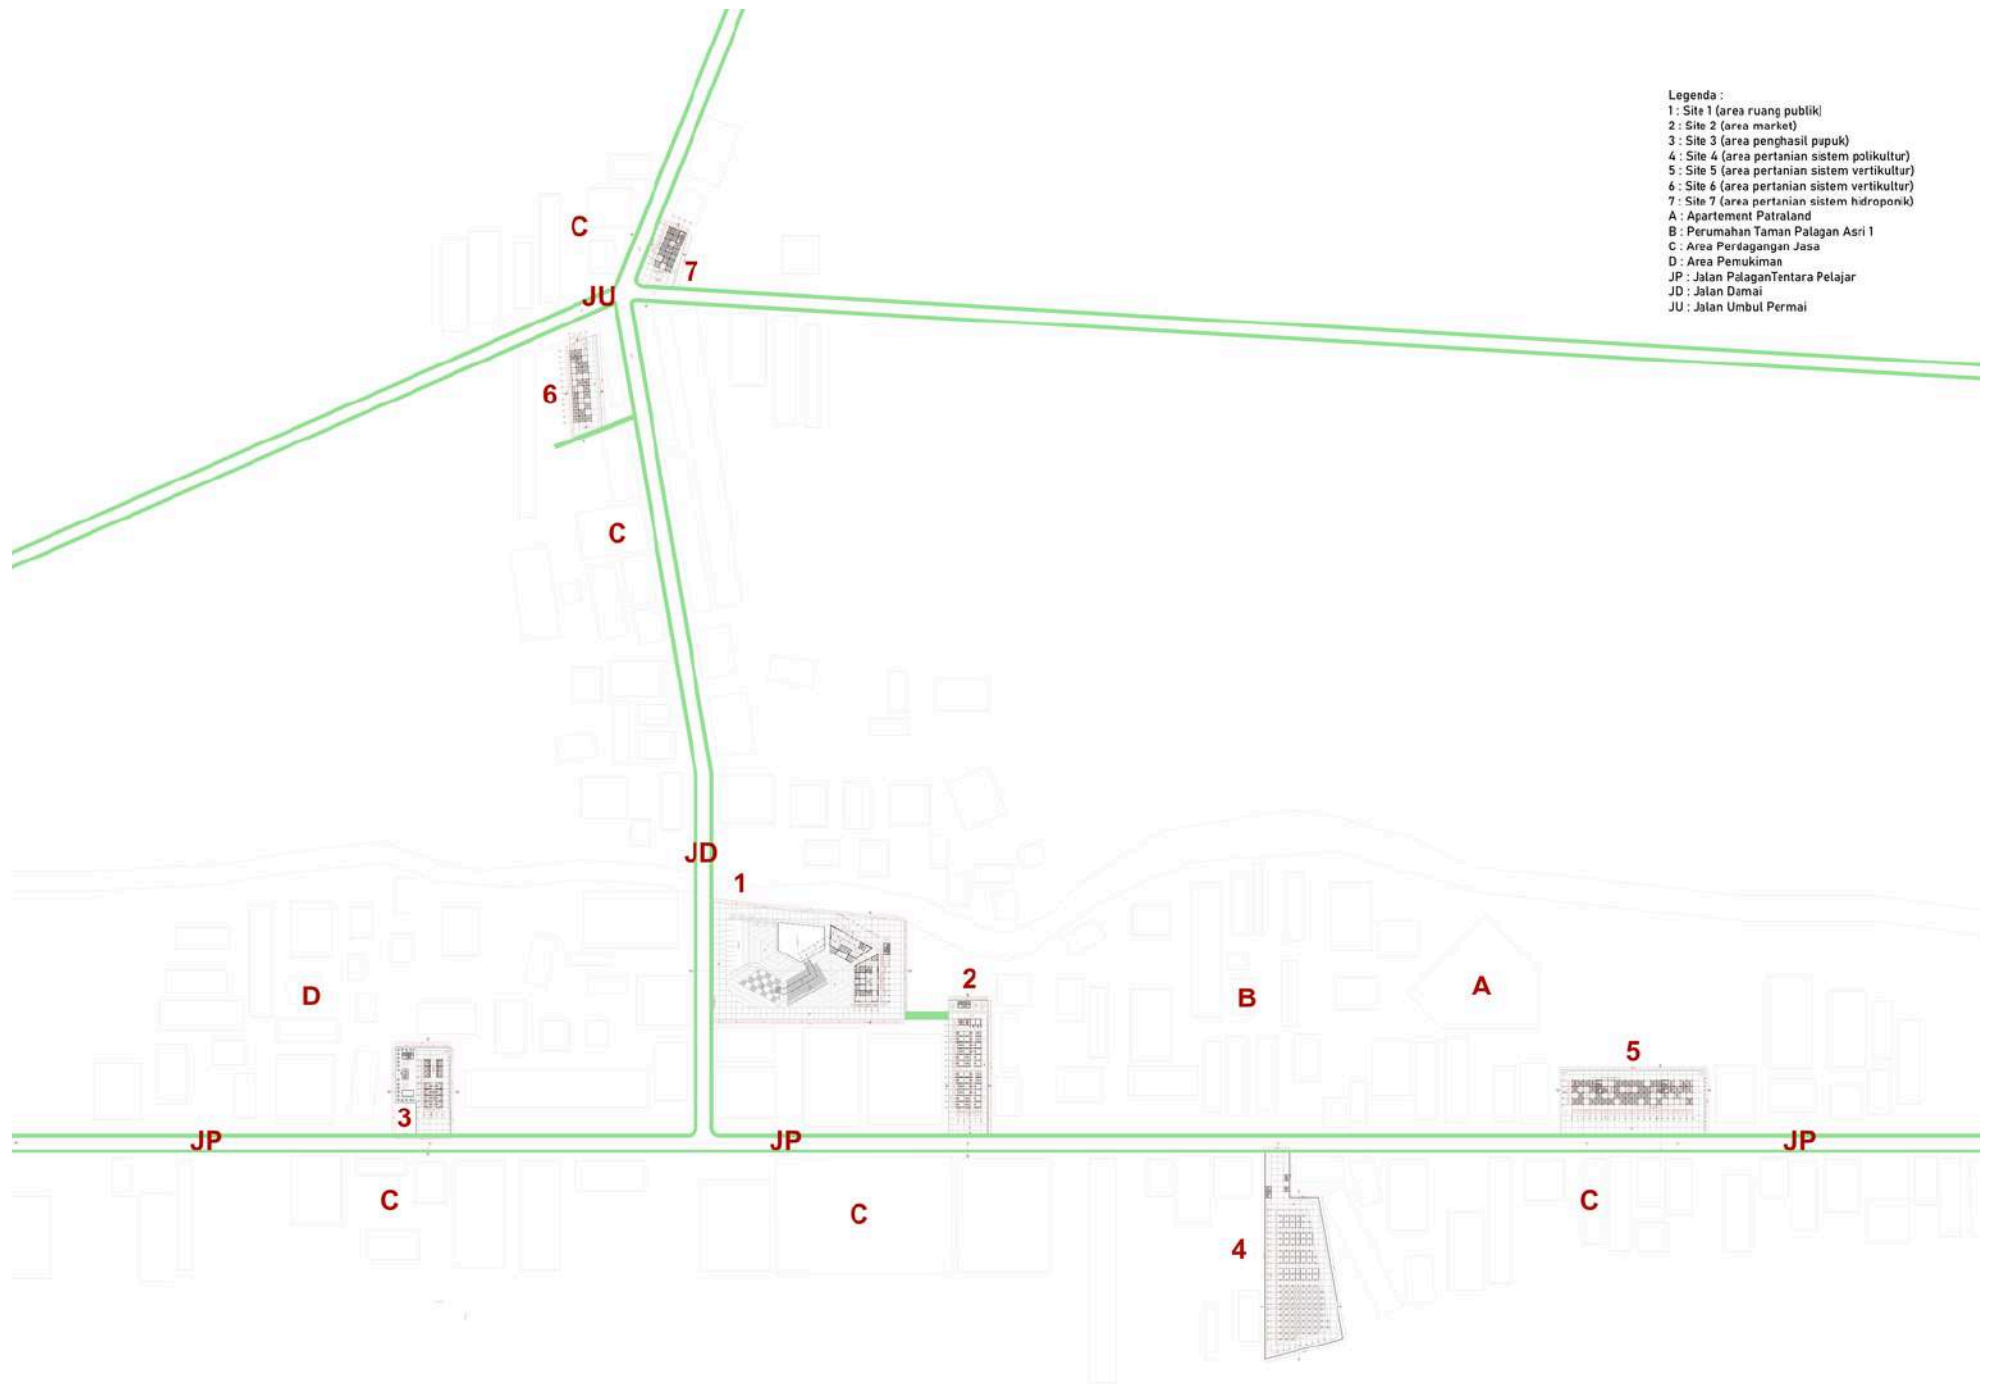 Legenda :
1 : Site 1 (area ruang publik)
2 : Site 2 (area market)
3 : Site 3 (area penghasil pupuk)
4 : Site 4 (area pertanian sistem polikultur)
5 : Site 5 (area pertanian sistem vertikultur)
6 : Site 6 (area pertanian sistem vertikultur)
7 : Site 7 (area pertanian sistem hidroponik)
A : Apartement Patraland
B : Perumahan Taman Palagan Asri 1
C : Area Perdagangan Jasa
D : Area Pemukiman
JP : Jalan PalaganTentara Pelajar
JD : Jalan Damai
JU : Jalan Umbul Permai
C
7
JU
6
C
JD
1
2
D
B
A
5
3
JP
JP
JP
C
C
C
4